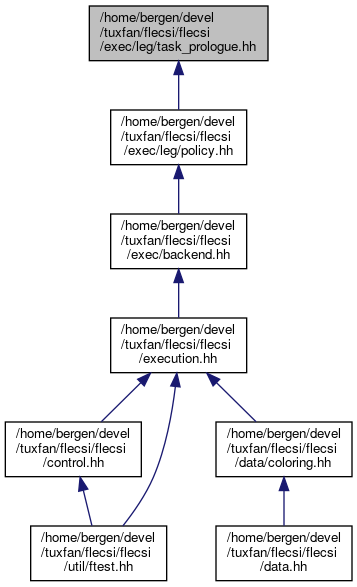 /home/bergen/devel
/tuxfan/flecsi/flecsi
/exec/leg/task_prologue.hh
/home/bergen/devel
/tuxfan/flecsi/flecsi
/exec/leg/policy.hh
/home/bergen/devel
/tuxfan/flecsi/flecsi
/exec/backend.hh
/home/bergen/devel
/tuxfan/flecsi/flecsi
/execution.hh
/home/bergen/devel
/tuxfan/flecsi/flecsi
/control.hh
/home/bergen/devel
/tuxfan/flecsi/flecsi
/data/coloring.hh
/home/bergen/devel
/tuxfan/flecsi/flecsi
/util/ftest.hh
/home/bergen/devel
/tuxfan/flecsi/flecsi
/data.hh